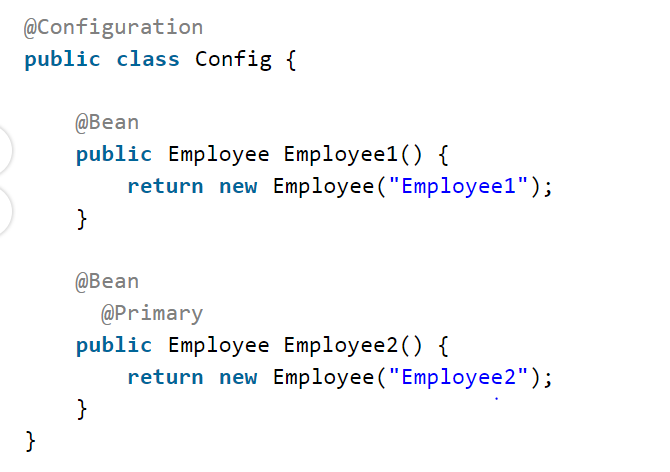 @Configuration
public class Config {
@Bean
public Employee Employee1() {
return new Employee("Employee1");
}
@Bean
@Primary
public Employee Employee2() {
return new Employee("Employee2");
}
}